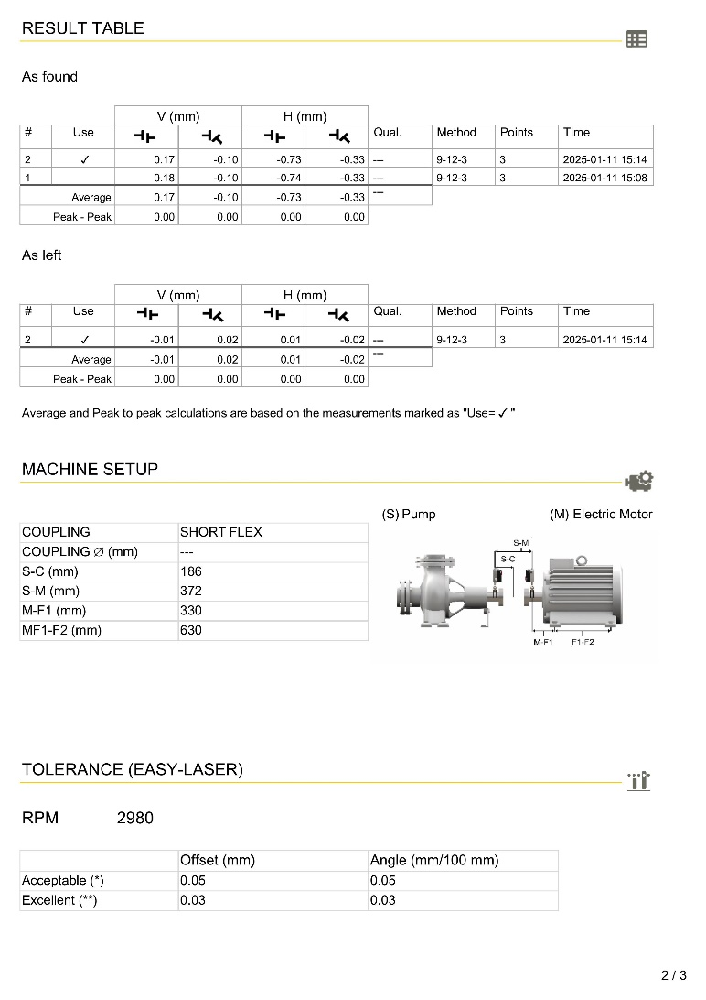 RESULT TABLE
As found
V (mm) H (mm)
# Use Qual. Method Points Time
2 ✓ 0.17 -0.10 -0.73 -0.33 --- 9-12-3 3 2025-01-11 15:14
1 0.18 -0.10 -0.74 -0.33 --- 9-12-3 3 2025-01-11 15:08
Average 0.17 -0.10 -0.73 -0.33 ---
Peak - Peak 0.00 0.00 0.00 0.00
As left
V (mm) H (mm)
# Use Qual. Method Points Time
2 ✓ -0.01 0.02 0.01 -0.02 --- 9-12-3 3 2025-01-11 15:14
Average -0.01 0.02 0.01 -0.02 ---
Peak - Peak 0.00 0.00 0.00 0.00
Average and Peak to peak calculations are based on the measurements marked as "Use= ✓ "
MACHINE SETUP
(S) Pump (M) Electric Motor
COUPLING SHORT FLEX
COUPLING ∅ (mm) ---
S-C (mm) 186
S-M (mm) 372
M-F1 (mm) 330
MF1-F2 (mm) 630
S-M
S-C
M-F1 F1-F2
TOLERANCE (EASY-LASER)
RPM 2980
Offset (mm) Angle (mm/100 mm)
Acceptable (*) 0.05 0.05
Excellent (**) 0.03 0.03
2 / 3